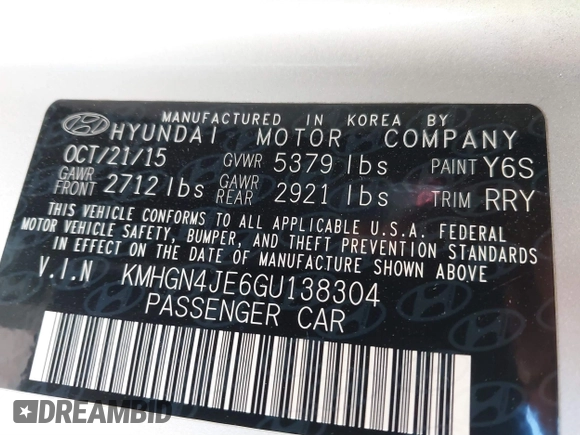 MANUFACTURED IN KOREA BY
HYUNDAI MOTOR COMPANY
OCT/21/15 GVWR 5379 lbs PAINT Y6S
GAWR FRONT 2712 lbs GAWR REAR 2921 lbs TRIM RRY
THIS VEHICLE CONFORMS TO ALL APPLICABLE U.S.A. FEDERAL
MOTOR VEHICLE SAFETY, BUMPER, AND THEFT PREVENTION STANDARDS
IN EFFECT ON THE DATE OF MANUFACTURE SHOWN ABOVE.
V.I.N KMHGN4JE6GU138304
PASSENGER CAR
DREAMBID